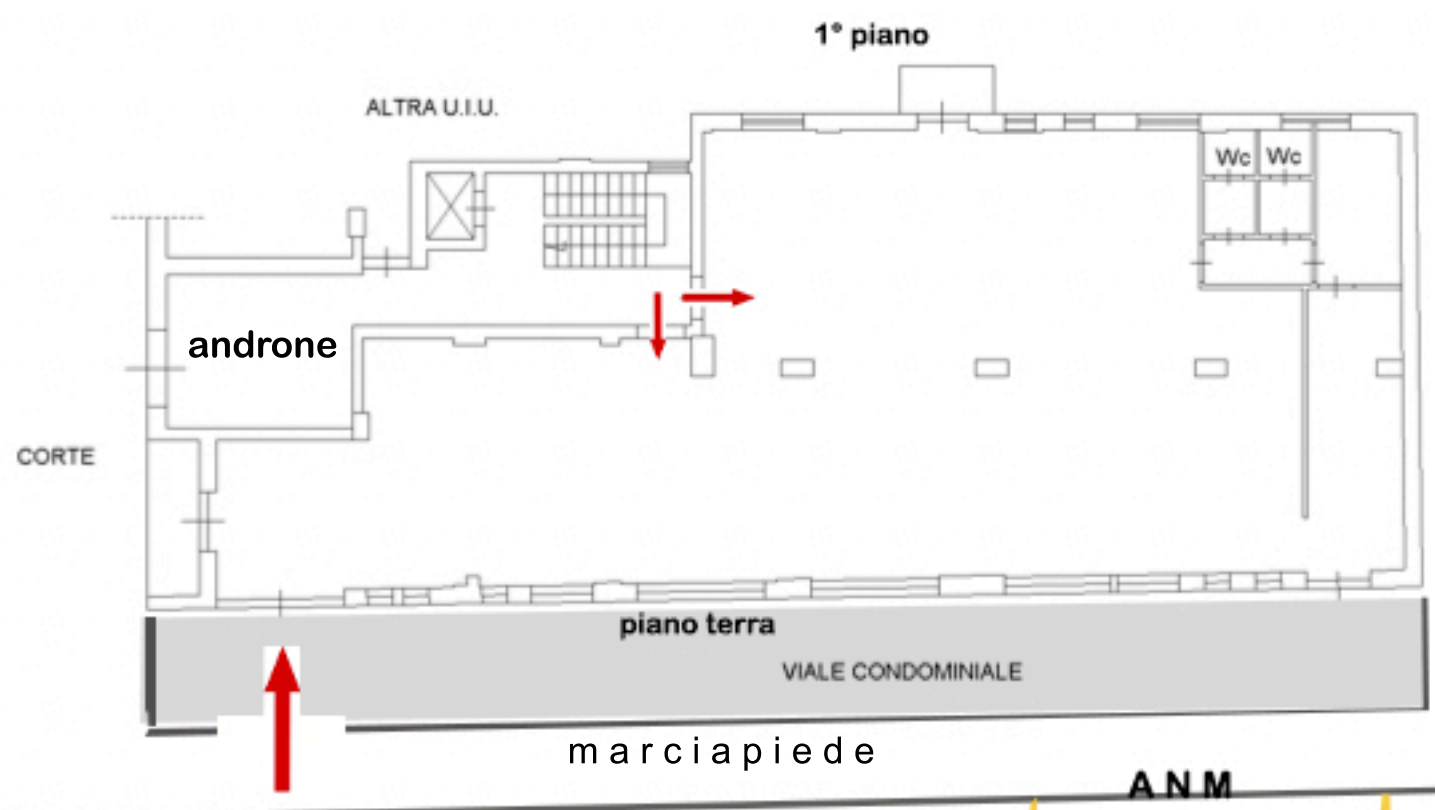 1° piano
ALTRA U.I.U.
Wc Wc
androne
CORTE
piano terra
VIALE CONDOMINIALE
marciapiede
ANM